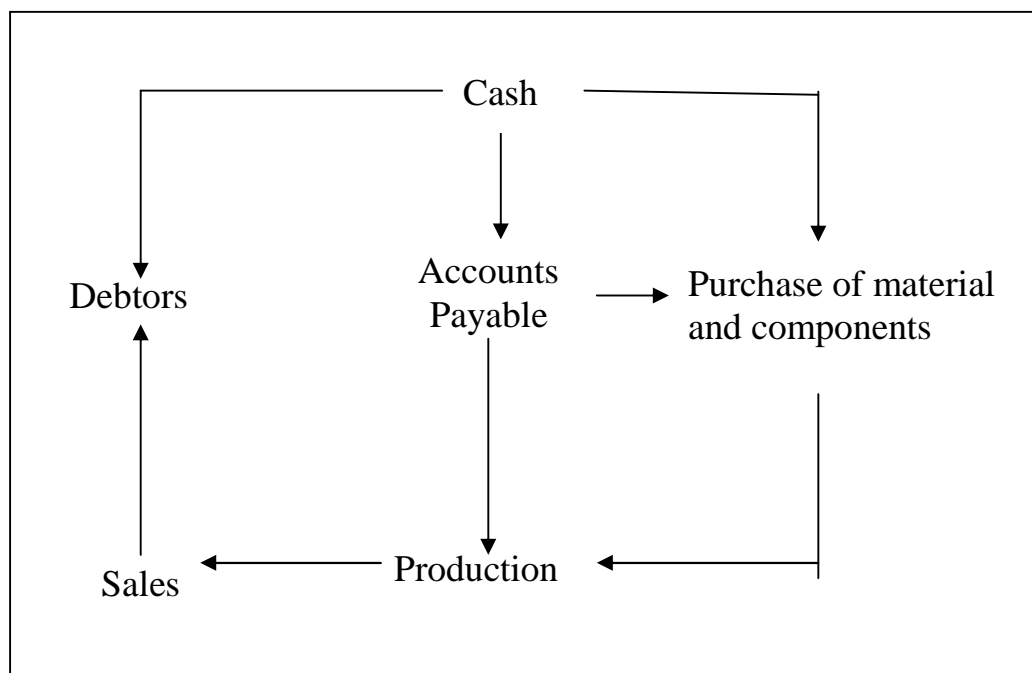 Cash
Debtors
Accounts
Payable
Purchase of material
and components
Sales
Production